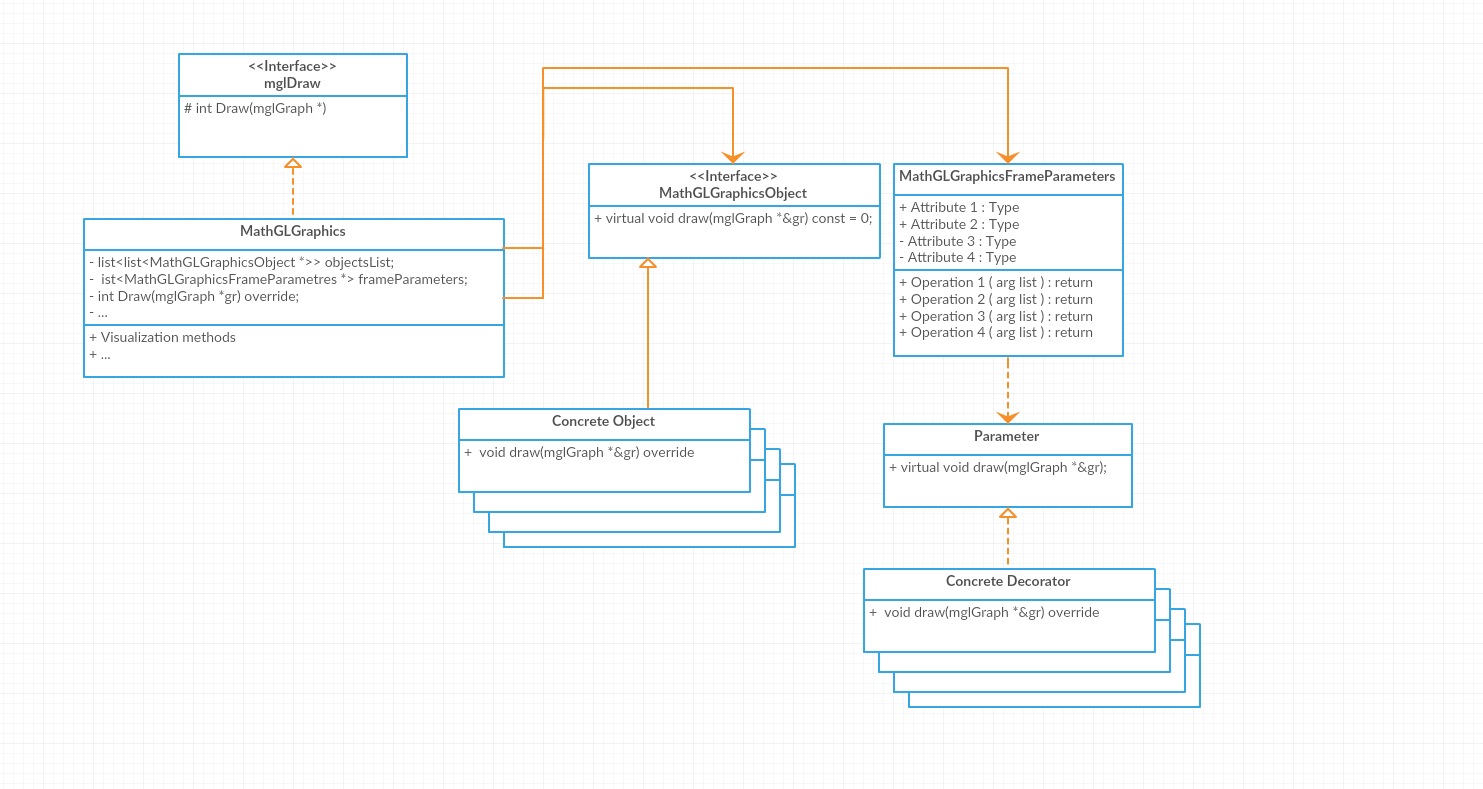 <<Interface>>
mglDraw
# int Draw(mglGraph *)
<<Interface>>
MathGLGraphicsObject
+ virtual void draw(mglGraph *&gr) const = 0;
MathGLGraphicsFrameParameters
+ Attribute 1 : Type
+ Attribute 2 : Type
- Attribute 3 : Type
- Attribute 4 : Type
+ Operation 1 ( arg list ) : return
+ Operation 2 ( arg list ) : return
+ Operation 3 ( arg list ) : return
+ Operation 4 ( arg list ) : return
MathGLGraphics
- list<list<MathGLGraphicsObject *>> objectsList;
- ist<MathGLGraphicsFrameParametres *> frameParameters;
- int Draw(mglGraph *gr) override;
- ...
+ Visualization methods
+ ...
Concrete Object
+ void draw(mglGraph *&gr) override
Parameter
+ virtual void draw(mglGraph *&gr);
Concrete Decorator
+ void draw(mglGraph *&gr) override